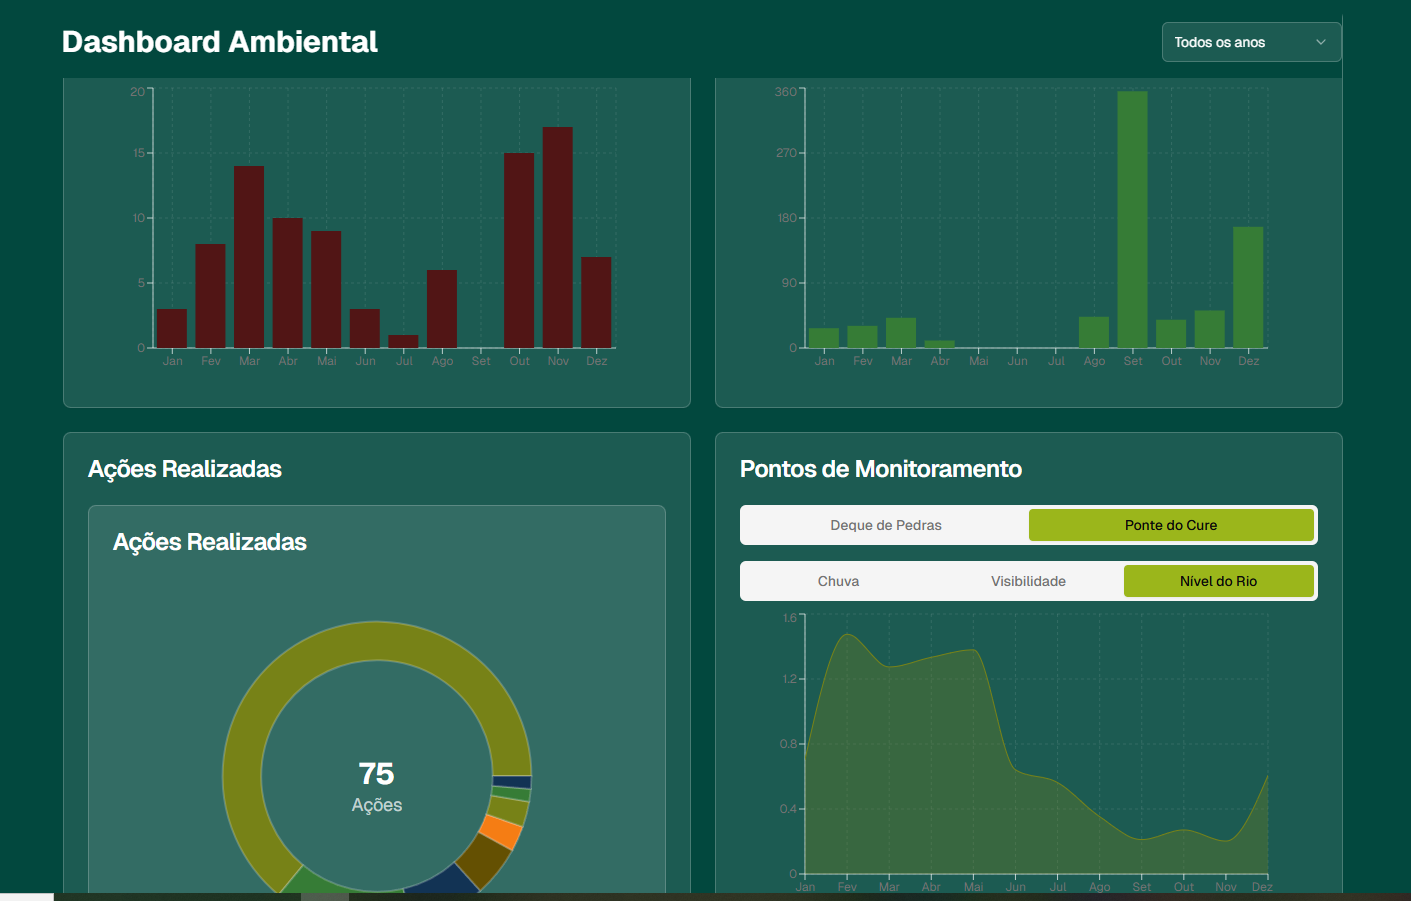 Dashboard Ambiental
Todos os anos
20
15
10
5
0
Jan Fev Mar Abr Mai Jun Jul Ago Set Out Nov Dez
360
270
180
90
0
Jan Fev Mar Abr Mai Jun Jul Ago Set Out Nov Dez
Ações Realizadas
Ações Realizadas
75
Ações
Pontos de Monitoramento
Deque de Pedras Ponte do Cure
Chuva Visibilidade Nível do Rio
1.6
1.2
0.8
0.4
0
Jan Fev Mar Abr Mai Jun Jul Ago Set Out Nov Dez